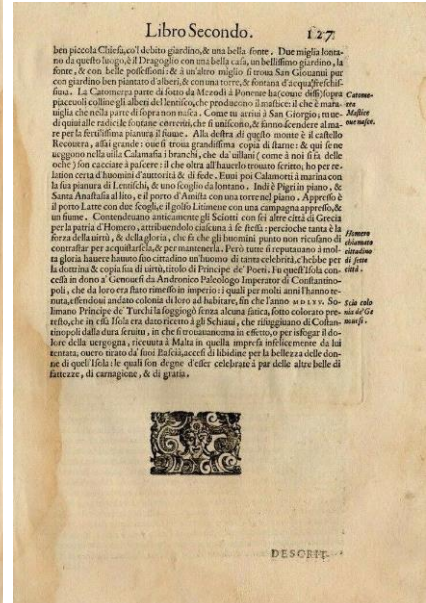 Libro Secondo. 127
ben piccola Chiesa, co'l debito giardino, & una bella fonte. Due miglia lonta-
no da questo luogo, è il Dragoglio con una bella casa, un bellissimo giardino, la
fonte, & con belle possessioni: & à un'altro miglio si troua San Giouanni pur
con giardino ben piantato d'alberi, & con una torre, & fontana d'acqua freschis-
sima. La Catomerea parte di sotto da Mezodì à Ponente ha (come dissi) sopra
piaceuoli colline gli alberi del Lentisco, che producono il mastice: il che è mara-
uiglia che nella parte di sopra non nasca. Come tu arriui à San Giorgio, tu ue-
di quiui alle radici le fontane correnti, che si uniscono, & fanno scendere al ma-
re per la fertissima pianura il fiume. Alla destra di questo monte è il castello
Recouera, assai grande: oue si troua grandissima copia di starne: & qui se ne
ueggono nella uilla Calamasia i branchi, che da' uillani (come à noi si fa delle
oche) son cacciate à pascere: il che oltra all'hauerlo trouato scritto, ho per re-
lation certa d'huomini d'autorità & di fede. Euui poi Calamotti à marina con
la sua pianura di Lentischi, & uno scoglio da lontano. Indi è Pigri in piano, &
Santa Anastasia al lito, e il porto d'Amista con una torre nel piano. Appresso è
il porto Latte con due scogli, e il golfo Litinene con una campagna appresso, &
un fiume. Contendeuano anticamente gli Sciotti con sei altre città di Grecia
per la patria d'Homero, attribuendolo ciascuna à se stessa: percioche tanta è la
forza della uirtù, & della gloria, che fa che gli huomini punto non ricusano di
contrastar per acquistarsela, & per mantenerla. Però tutte si reputauano à mol-
ta gloria hauere hauuto suo cittadino un'huomo di tanta celebrità, c'hebbe per
la dottrina & copia sua di uirtù, titolo di Principe de' Poeti. Fu quest'Isola con-
cessa in dono a' Genouesi da Andronico Paleologo Imperator di Constantino-
poli, che da loro era stato rimesso in imperio: i quali per molti anni l'hanno te-
nuta, essendoui andato colonia di loro ad habitare, fin che l'anno MDLXV. So-
limano Principe de' Turchi la soggiogò senza alcuna fatica, sotto colorato pre-
testo, che in essa Isola era dato ricetto à gli Schiaui, che rifuggiuano di Costan-
tinopoli dalla dura seruitu, in che si trouauano ma in effetto, o per isfogar il do-
lore della uergogna, riceuuta à Malta in quella impresa infelicemente da lui
tentata, ouero tirato da' suoi Bascià, accesi di libidine per la bellezza delle don-
ne di quell'Isola: le quali son degne d'esser celebrate à par delle altre belle di
fattezze, di carnagione, & di gratia.
Catome-
rea
Mastice
oue nasce.
Homero
chiamato
cittadino
di sette
città.
Scio colo
nia de' Ge
nouesi.
DESCRIT-